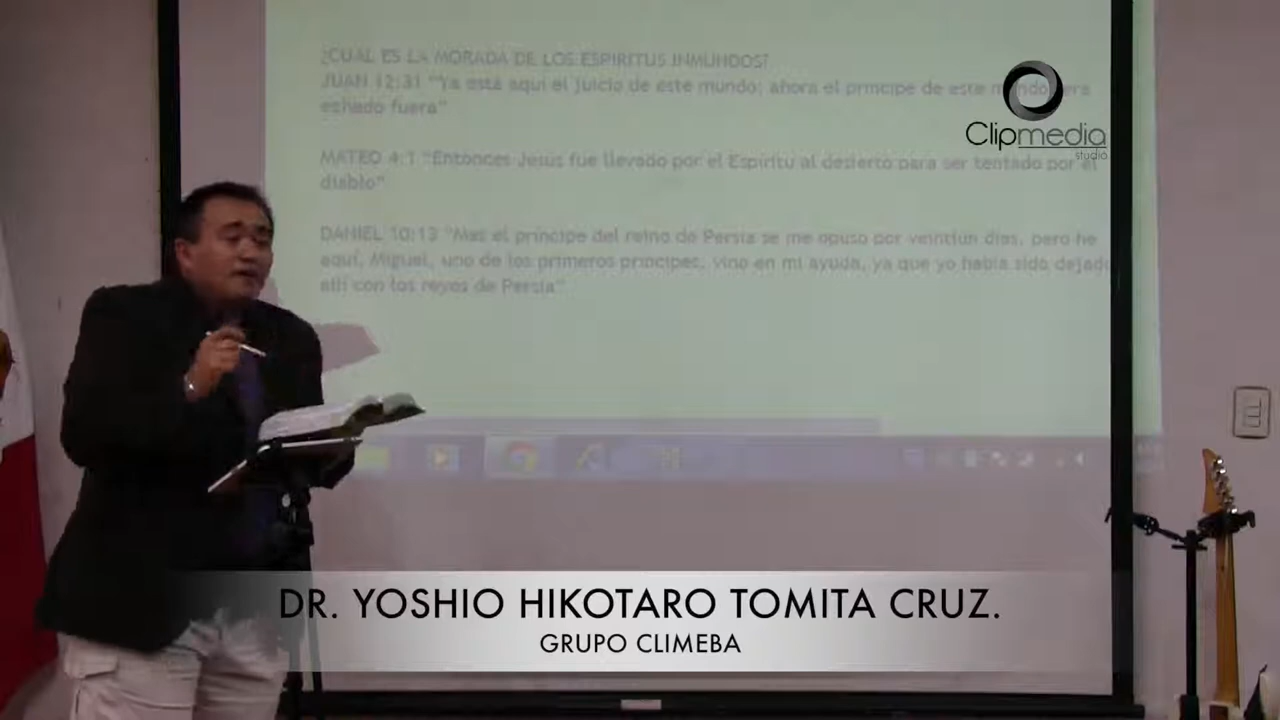 ¿CUAL ES LA MORADA DE LOS ESPIRITUS INMUNDOS?
JUAN 12:31 "Ya está aquí el juicio de este mundo; ahora el príncipe de este mundo será
echado fuera"
MATEO 4:1 "Entonces Jesús fue llevado por el Espíritu al desierto para ser tentado por el
diablo"
DANIEL 10:13 "Mas el príncipe del reino de Persia se me opuso por veintiun días, pero he
aquí, Miguel, uno de los primeros príncipes, vino en mi ayuda, ya que yo había sido dejado
allí con los reyes de Persia"
Clipmedia
studio
DR. YOSHIO HIKOTARO TOMITA CRUZ.
GRUPO CLIMEBA